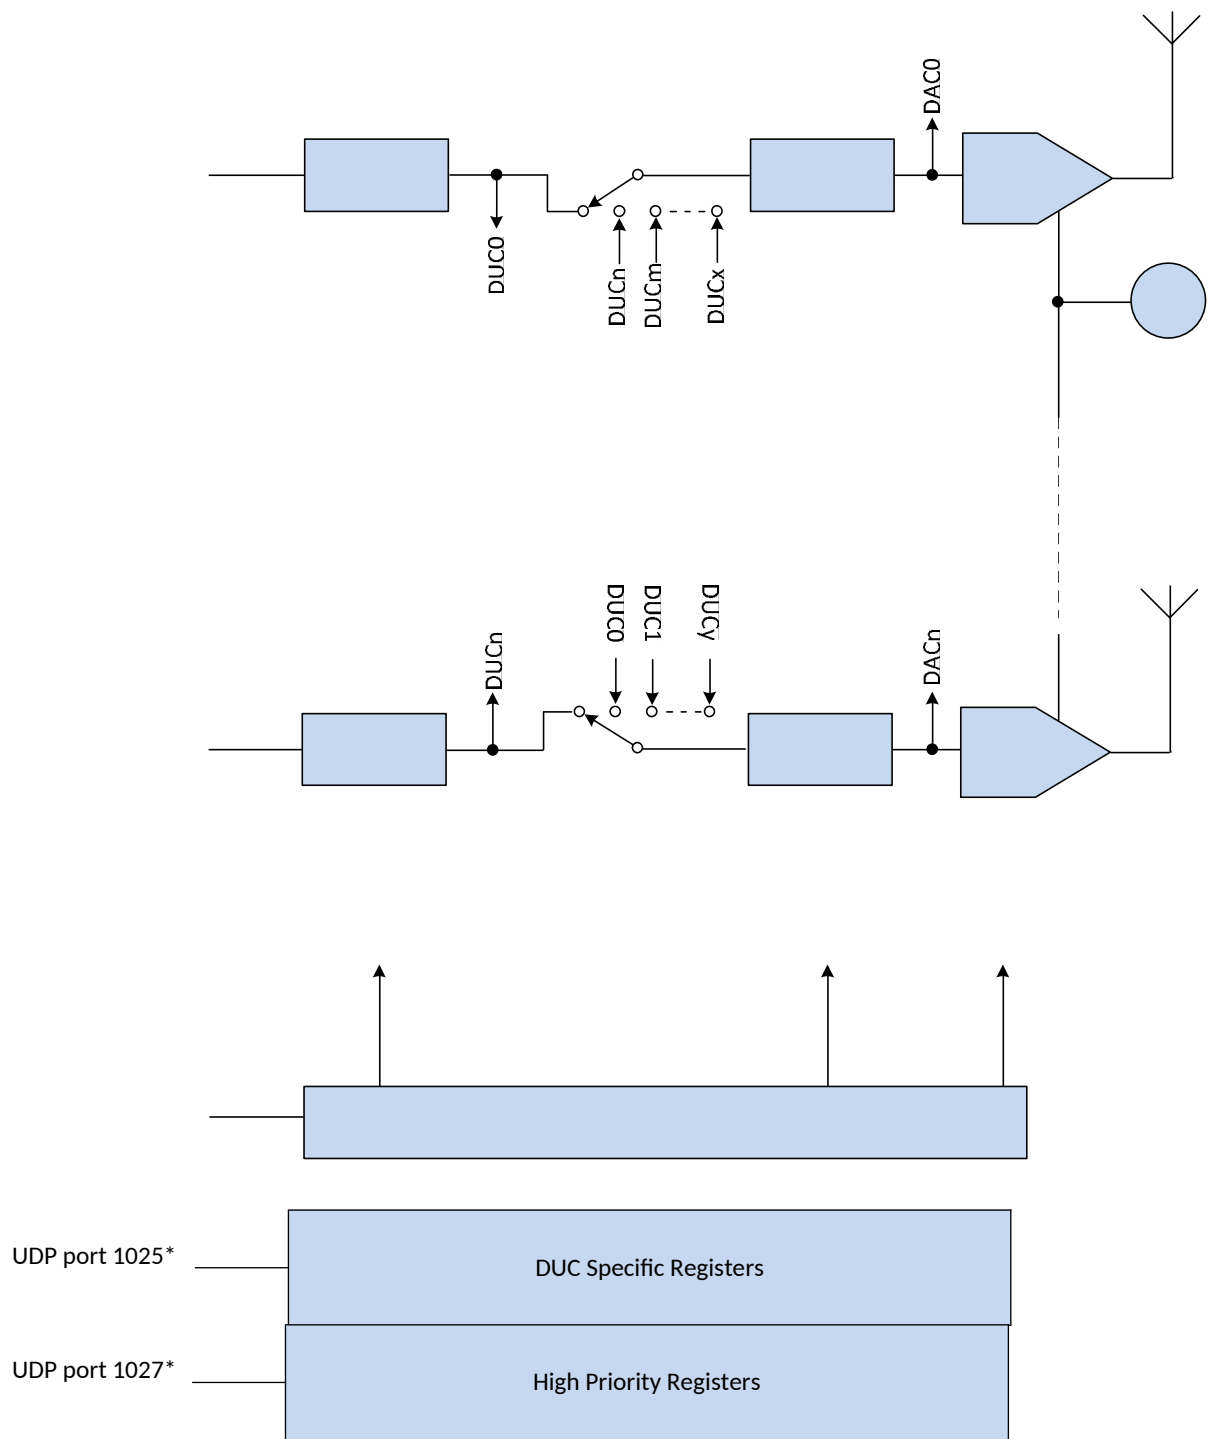 DAC0
DUC0
DUCn
DUCm
DUCx
DUCn
DUC0
DUC1
DUCy
DACn
UDP port 1025*
DUC Specific Registers
UDP port 1027*
High Priority Registers